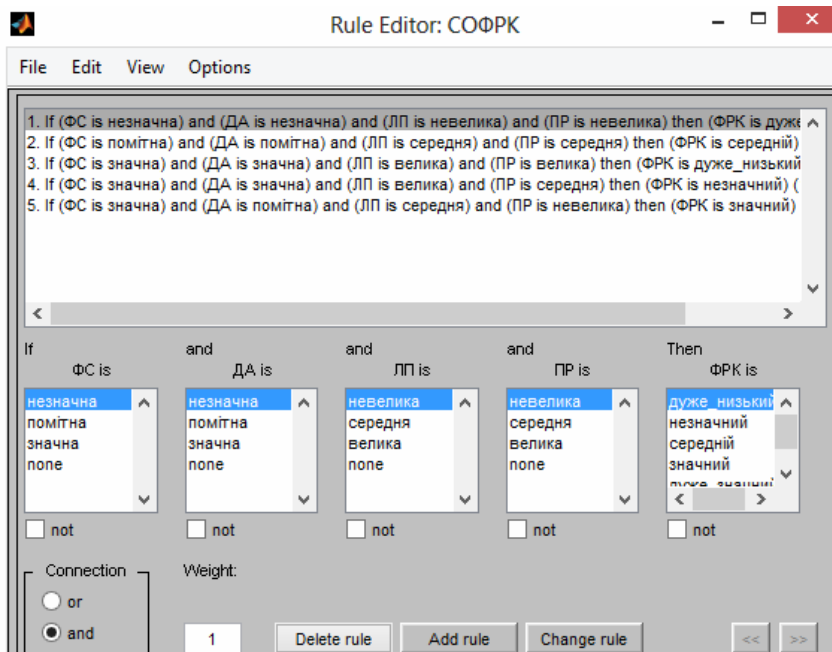 Rule Editor: СОФРК
File Edit View Options
1. If (ФС is незначна) and (ДА is незначна) and (ЛП is невелика) and (ПР is невелика) then (ФРК is дуже
2. If (ФС is помітна) and (ДА is помітна) and (ЛП is середня) and (ПР is середня) then (ФРК is середній)
3. If (ФС is значна) and (ДА is значна) and (ЛП is велика) and (ПР is велика) then (ФРК is дуже_низький
4. If (ФС is значна) and (ДА is значна) and (ЛП is велика) and (ПР is середня) then (ФРК is незначний) (
5. If (ФС is значна) and (ДА is помітна) and (ЛП is середня) and (ПР is невелика) then (ФРК is значний)
If and and and Then
ФС is ДА is ЛП is ПР is ФРК is
незначна незначна невелика невелика дуже_низький
помітна помітна середня середня незначний
значна значна велика велика середній
none none none none значний
дуже_значний
not not not not not
Connection Weight:
or
and 1 Delete rule Add rule Change rule << >>